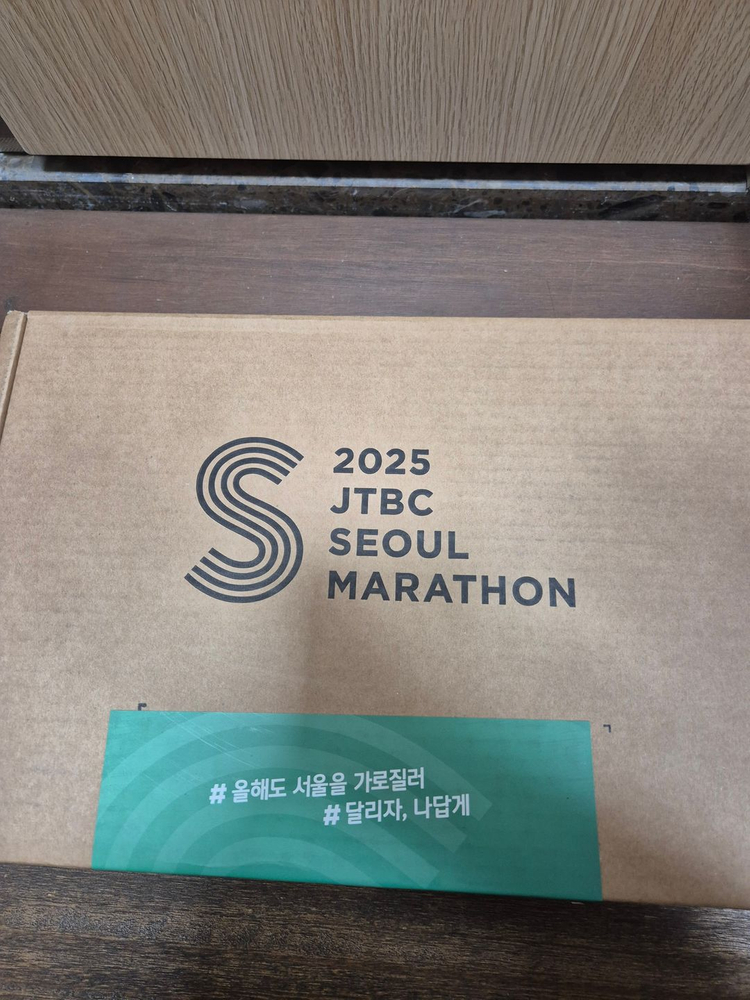 2025
JTBC
SEOUL
MARATHON
# 올해도 서울을 가로질러
# 달리자, 나답게